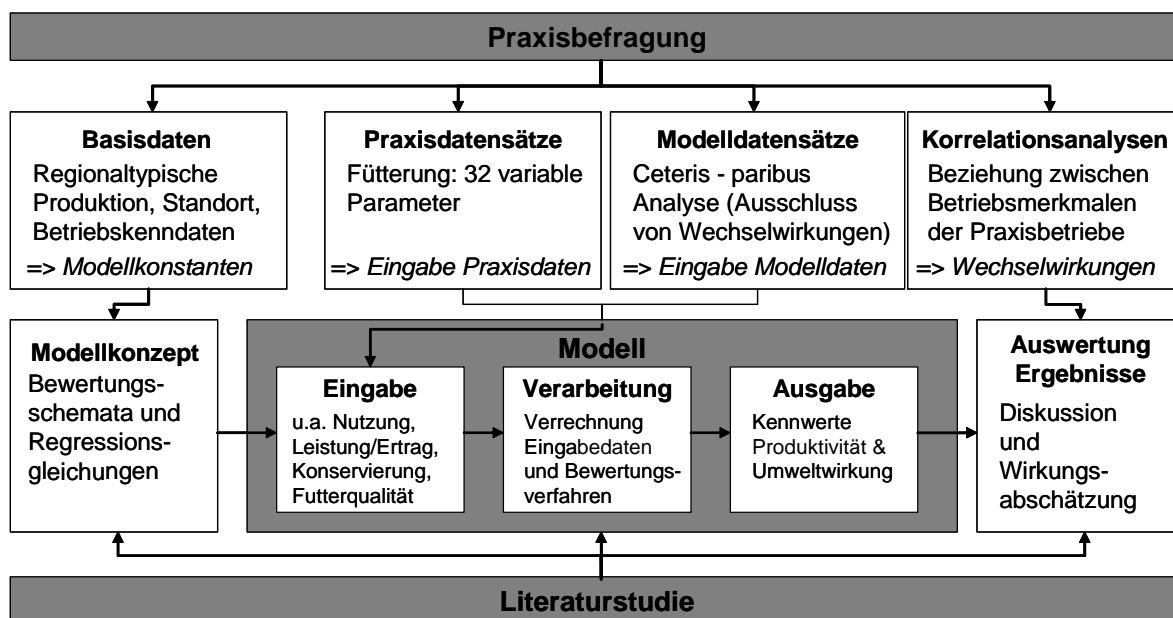 Praxisbefragung
Basisdaten
Regionaltypische
Produktion, Standort,
Betriebskenndaten
=> Modellkonstanten
Praxisdatensätze
Fütterung: 32 variable
Parameter
=> Eingabe Praxisdaten
Modelldatensätze
Ceteris - paribus
Analyse (Ausschluss
von Wechselwirkungen)
=> Eingabe Modelldaten
Korrelationsanalysen
Beziehung zwischen
Betriebsmerkmalen
der Praxisbetriebe
=> Wechselwirkungen
Modellkonzept
Bewertungs-
schemata und
Regressions-
gleichungen
Modell
Eingabe
u.a. Nutzung,
Leistung/Ertrag,
Konservierung,
Futterqualität
Verarbeitung
Verrechnung
Eingabedaten
und Bewertungs-
verfahren
Ausgabe
Kennwerte
Produktivität &
Umweltwirkung
Auswertung
Ergebnisse
Diskussion
und
Wirkungs-
abschätzung
Literaturstudie